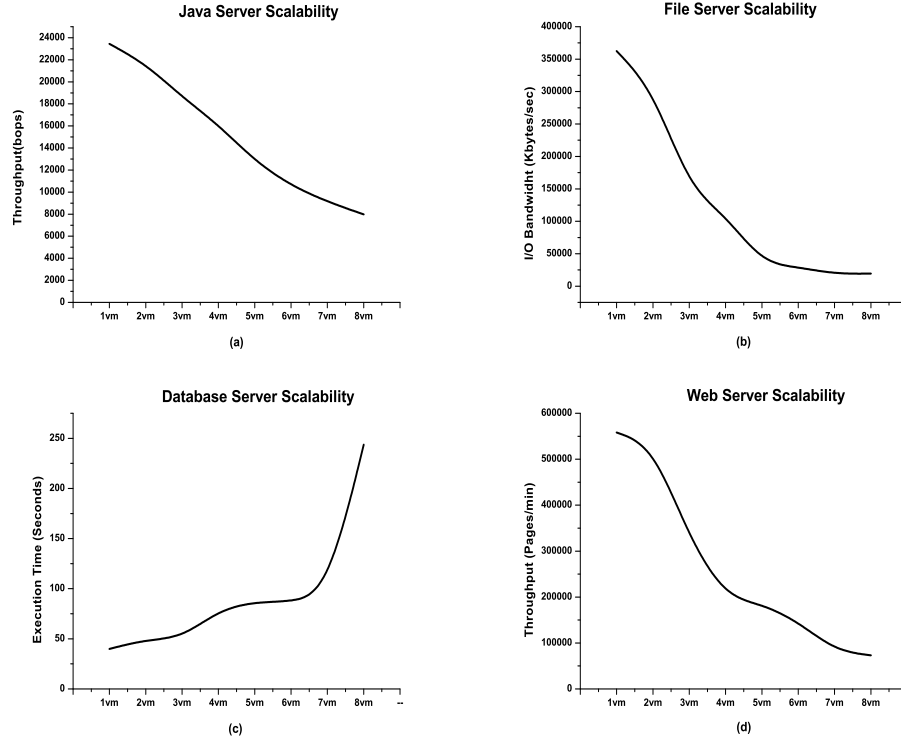 Java Server Scalability
24000
22000
20000
18000
16000
14000
12000
10000
8000
6000
4000
2000
0
Throughput(bops)
1vm 2vm 3vm 4vm 5vm 6vm 7vm 8vm
(a)
File Server Scalability
400000
350000
300000
250000
200000
150000
100000
50000
0
I/O Bandwidht (Kbytes/sec)
1vm 2vm 3vm 4vm 5vm 6vm 7vm 8vm
(b)
Database Server Scalability
250
200
150
100
50
0
Execution Time (Seconds)
1vm 2vm 3vm 4vm 5vm 6vm 7vm 8vm --
(c)
Web Server Scalability
600000
500000
400000
300000
200000
100000
0
Throughput (Pages/min)
1vm 2vm 3vm 4vm 5vm 6vm 7vm 8vm
(d)